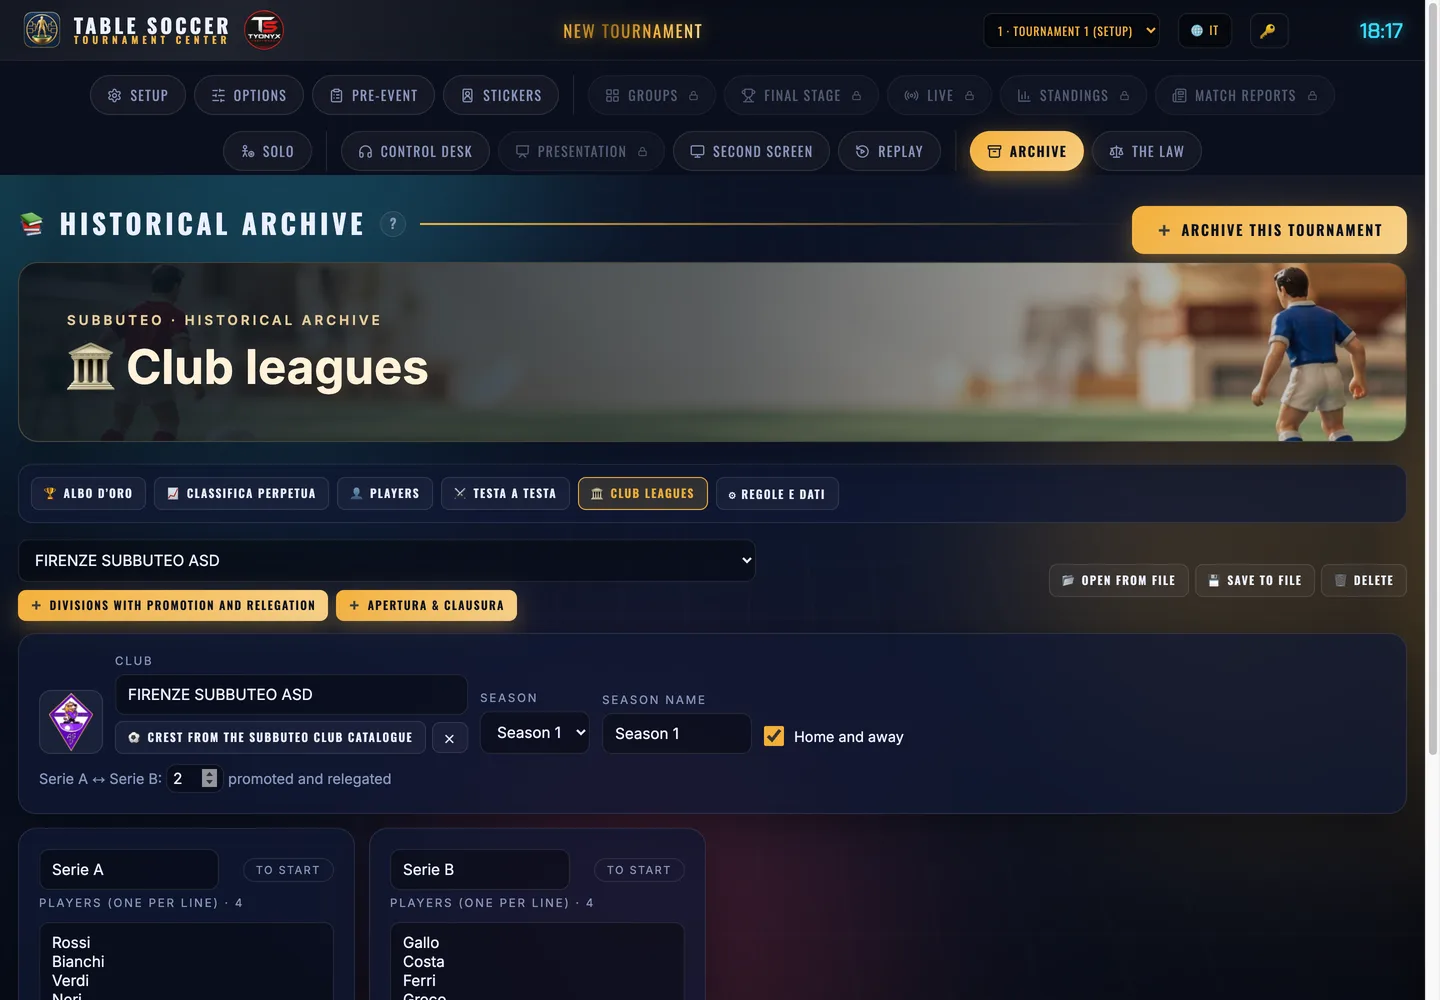 TABLE SOCCER
TOURNAMENT CENTER
TS
TYONYX
NEW TOURNAMENT
1 · TOURNAMENT 1 (SETUP)
IT
18:17
SETUP
OPTIONS
PRE-EVENT
STICKERS
GROUPS
FINAL STAGE
LIVE
STANDINGS
MATCH REPORTS
SOLO
CONTROL DESK
PRESENTATION
SECOND SCREEN
REPLAY
ARCHIVE
THE LAW
HISTORICAL ARCHIVE
?
+ ARCHIVE THIS TOURNAMENT
SUBBUTEO · HISTORICAL ARCHIVE
Club leagues
ALBO D'ORO
CLASSIFICA PERPETUA
PLAYERS
TESTA A TESTA
CLUB LEAGUES
REGOLE E DATI
FIRENZE SUBBUTEO ASD
OPEN FROM FILE
SAVE TO FILE
DELETE
+ DIVISIONS WITH PROMOTION AND RELEGATION
+ APERTURA & CLAUSURA
CLUB
FIRENZE SUBBUTEO ASD
CREST FROM THE SUBBUTEO CLUB CATALOGUE
×
SEASON
Season 1
SEASON NAME
Season 1
Home and away
Serie A ↔ Serie B: 2 promoted and relegated
Serie A
TO START
PLAYERS (ONE PER LINE) · 4
Rossi
Bianchi
Verdi
Neri
Serie B
TO START
PLAYERS (ONE PER LINE) · 4
Gallo
Costa
Ferri
Greco